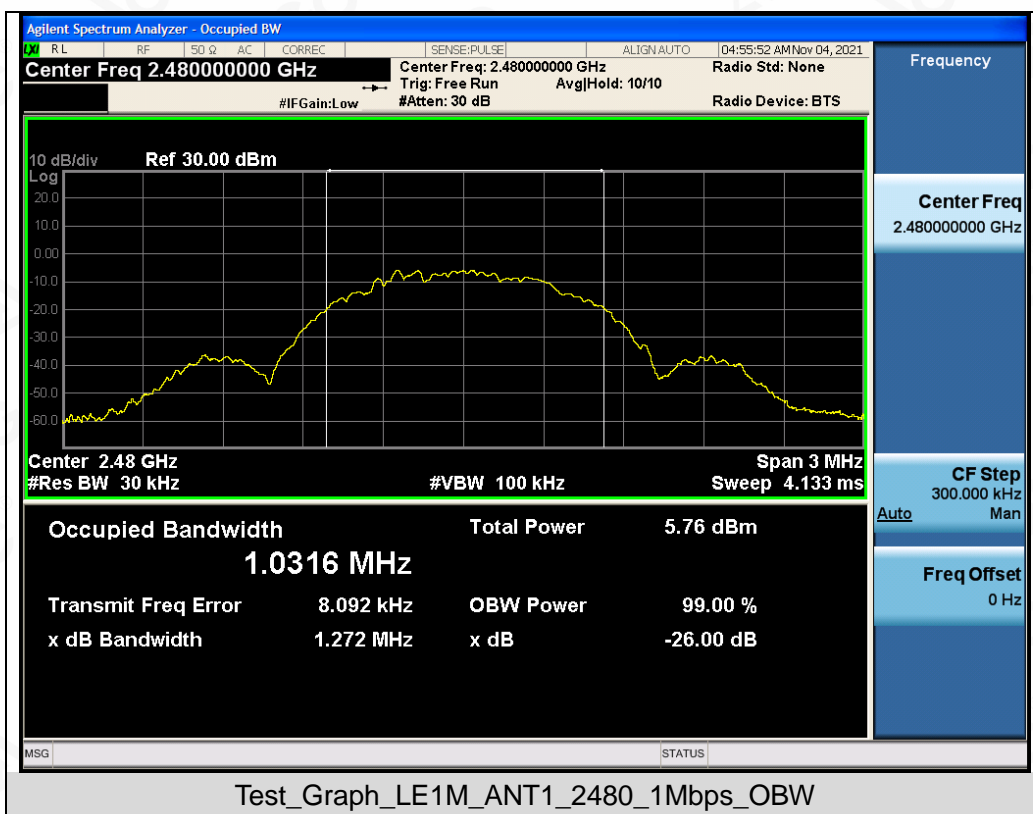 Agilent Spectrum Analyzer - Occupied BW
LXI RL RF 50 Ω AC CORREC SENSE:PULSE ALIGN AUTO 04:55:52 AM Nov 04, 2021
Center Freq 2.480000000 GHz
Center Freq: 2.480000000 GHz
Radio Std: None
Trig: Free Run Avg|Hold: 10/10
#IFGain:Low
#Atten: 30 dB
Radio Device: BTS
Frequency
10 dB/div Ref 30.00 dBm
Log
20.0
10.0
0.00
-10.0
-20.0
-30.0
-40.0
-50.0
-60.0
Center 2.48 GHz Span 3 MHz
#Res BW 30 kHz #VBW 100 kHz Sweep 4.133 ms
Center Freq
2.480000000 GHz
CF Step
300.000 kHz
Auto Man
Freq Offset
0 Hz
Occupied Bandwidth Total Power 5.76 dBm
1.0316 MHz
Transmit Freq Error 8.092 kHz OBW Power 99.00 %
x dB Bandwidth 1.272 MHz x dB -26.00 dB
MSG STATUS
Test_Graph_LE1M_ANT1_2480_1Mbps_OBW